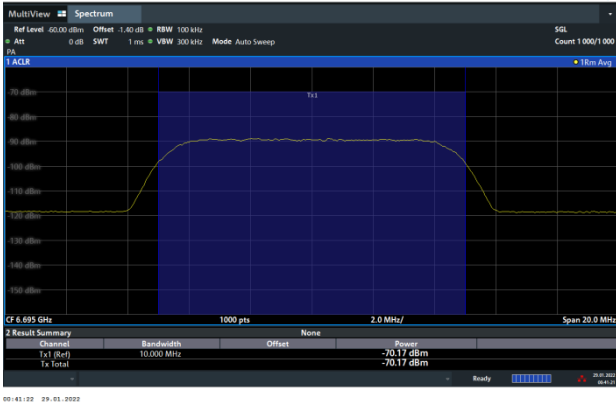 MultiView Spectrum
Ref Level -60.00 dBm Offset -1.40 dB RBW 100 kHz SGL
Att 0 dB SWT 1 ms VBW 300 kHz Mode Auto Sweep Count 1000/1000
PA
1 ACLR 1Rm Avg
Tx1
-70 dBm
-80 dBm
-90 dBm
-100 dBm
-110 dBm
-120 dBm
-130 dBm
-140 dBm
-150 dBm
CF 6.695 GHz 1000 pts 2.0 MHz/ Span 20.0 MHz
2 Result Summary None
Channel Bandwidth Offset Power
Tx1 (Ref) 10.000 MHz -70.17 dBm
Tx Total -70.17 dBm
Ready 29.01.2022
00:41:21
00:41:22 29.01.2022